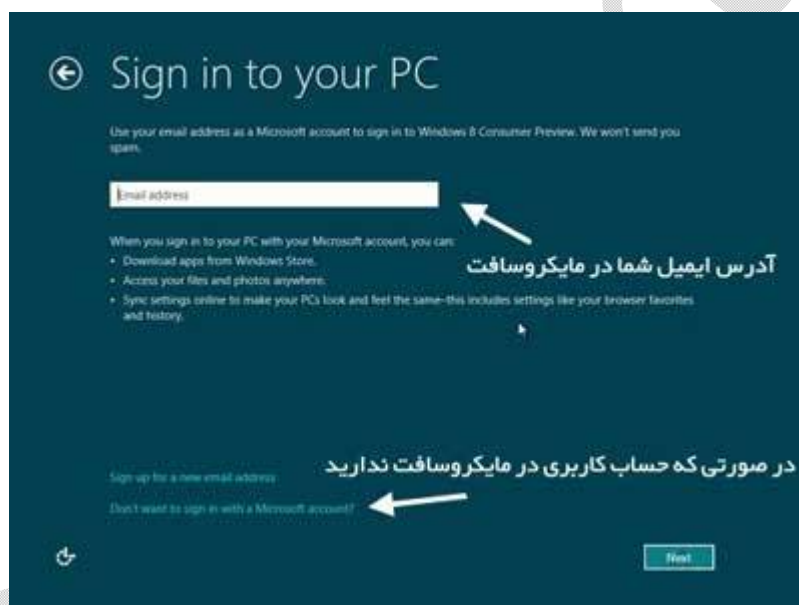 Sign in to your PC
Use your email address as a Microsoft account to sign in to Windows 8 Consumer Preview. We won't send you
spam.
Email address
When you sign in to your PC with your Microsoft account, you can:
• Download apps from Windows Store.
آدرس ایمیل شما در مایکروسافت
• Access your files and photos anywhere.
• Sync settings online to make your PCs look and feel the same–this includes settings like your browser favorites
and history.
در صورتی که حساب کاربری در مایکروسافت ندارید
Sign up for a new email address
Don't want to sign in with a Microsoft account?
Next